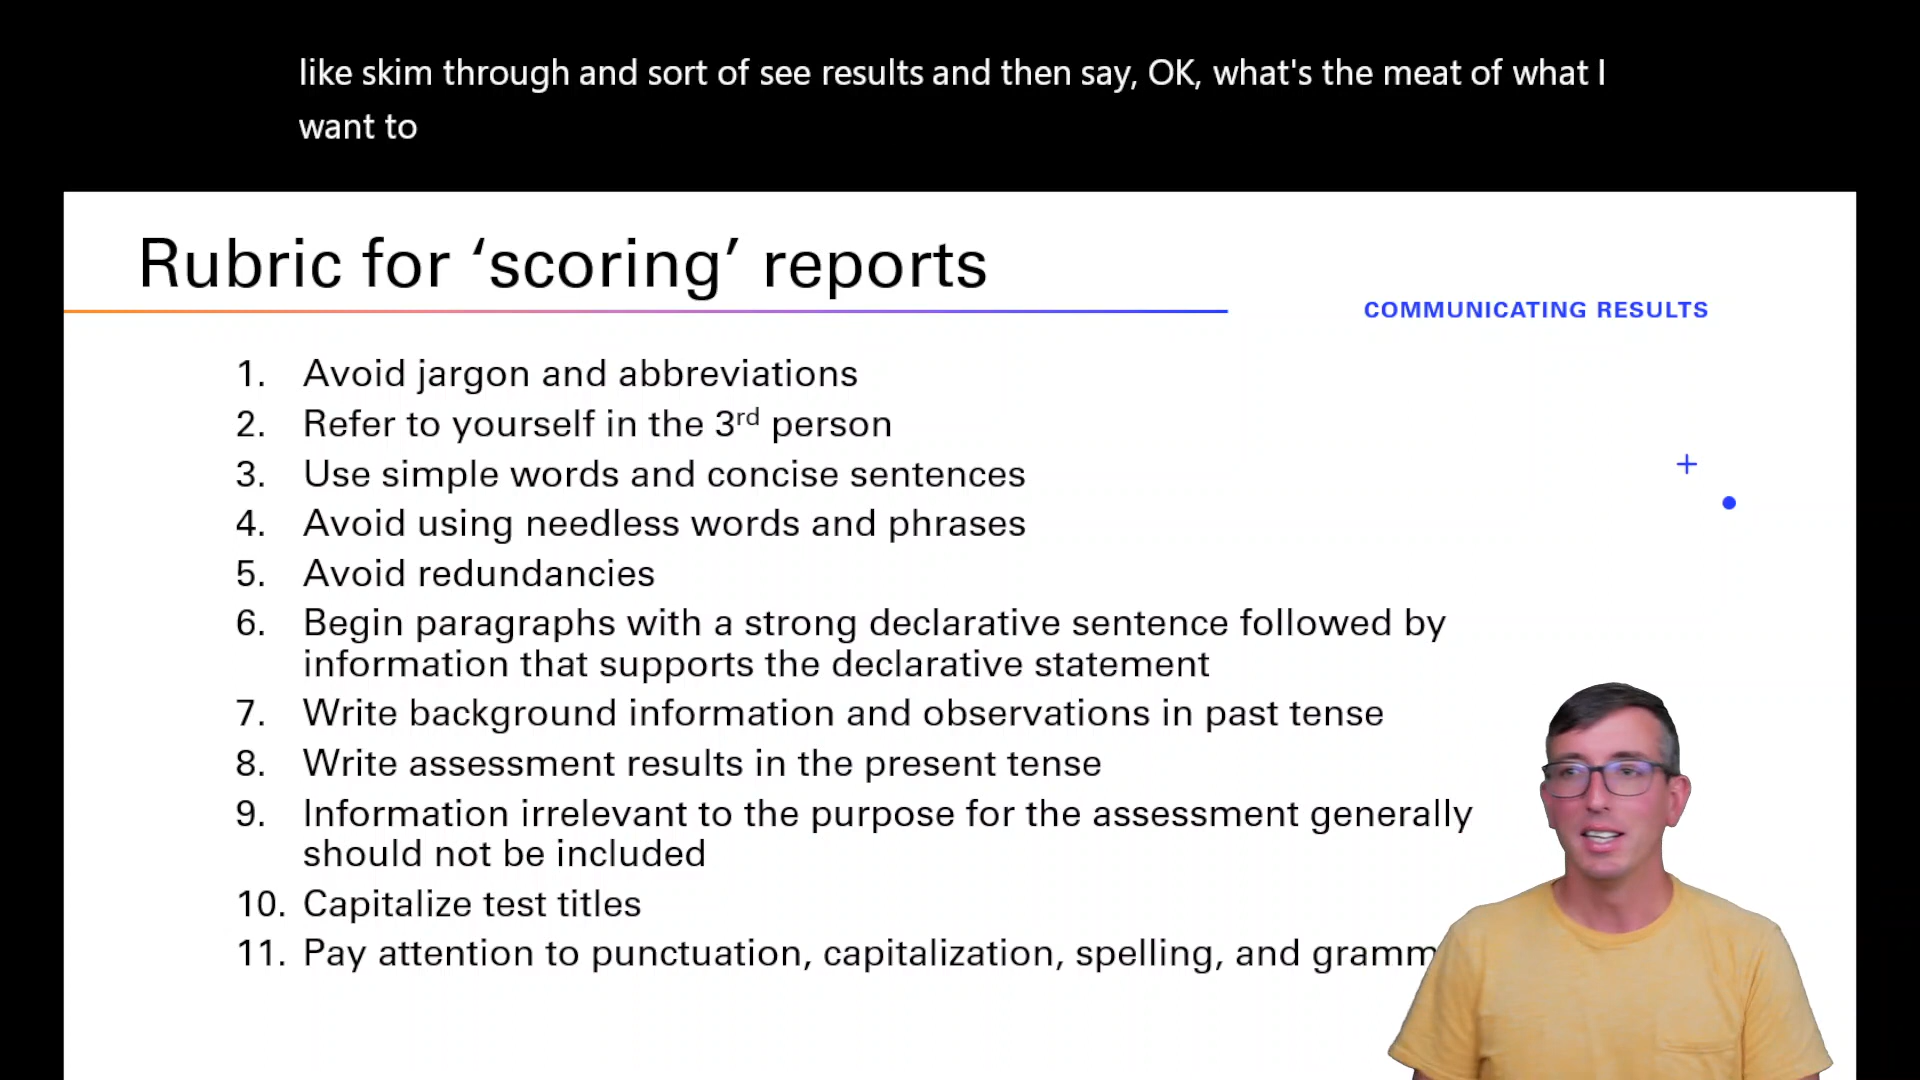 like skim through and sort of see results and then say, OK, what's the meat of what I
want to
Rubric for ‘scoring’ reports
COMMUNICATING RESULTS
1. Avoid jargon and abbreviations
2. Refer to yourself in the 3rd person
3. Use simple words and concise sentences
4. Avoid using needless words and phrases
5. Avoid redundancies
6. Begin paragraphs with a strong declarative sentence followed by
information that supports the declarative statement
7. Write background information and observations in past tense
8. Write assessment results in the present tense
9. Information irrelevant to the purpose for the assessment generally
should not be included
10. Capitalize test titles
11. Pay attention to punctuation, capitalization, spelling, and gramm